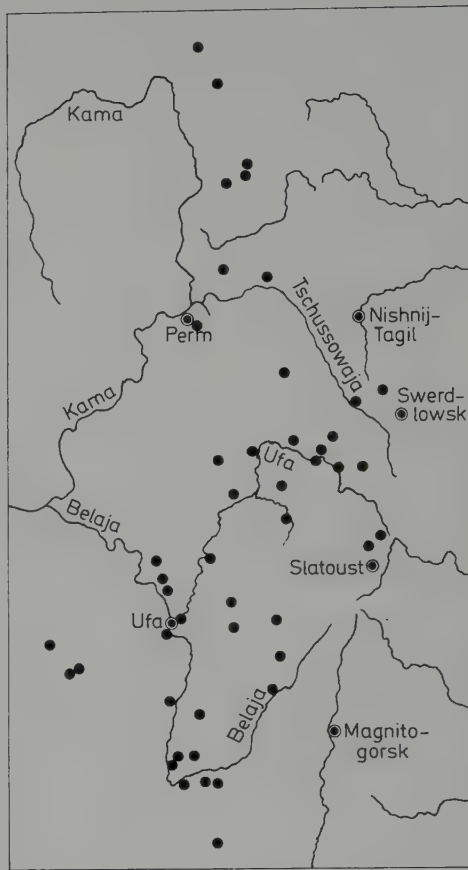 Kama
Tschussowaja
Nishnij-
Tagil
Perm
Kama
Swerd-
lowsk
Ufa
Belaja
Slatoust
Ufa
Belaja
Magnito-
gorsk